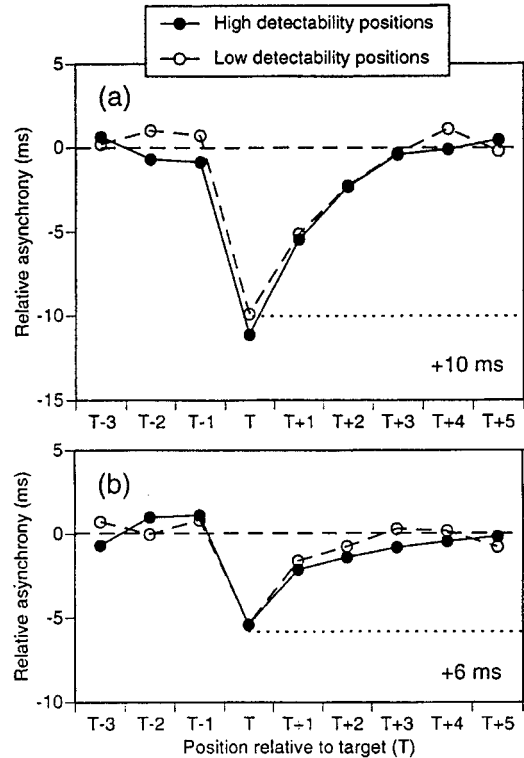 High detectability positions
Low detectability positions
(a)
5
0
-5
-10
-15
Relative asynchrony (ms)
+10 ms
T-3 T-2 T-1 T T+1 T+2 T+3 T+4 T+5
(b)
5
0
-5
-10
Relative asynchrony (ms)
+6 ms
T-3 T-2 T-1 T T+1 T+2 T+3 T+4 T+5
Position relative to target (T)